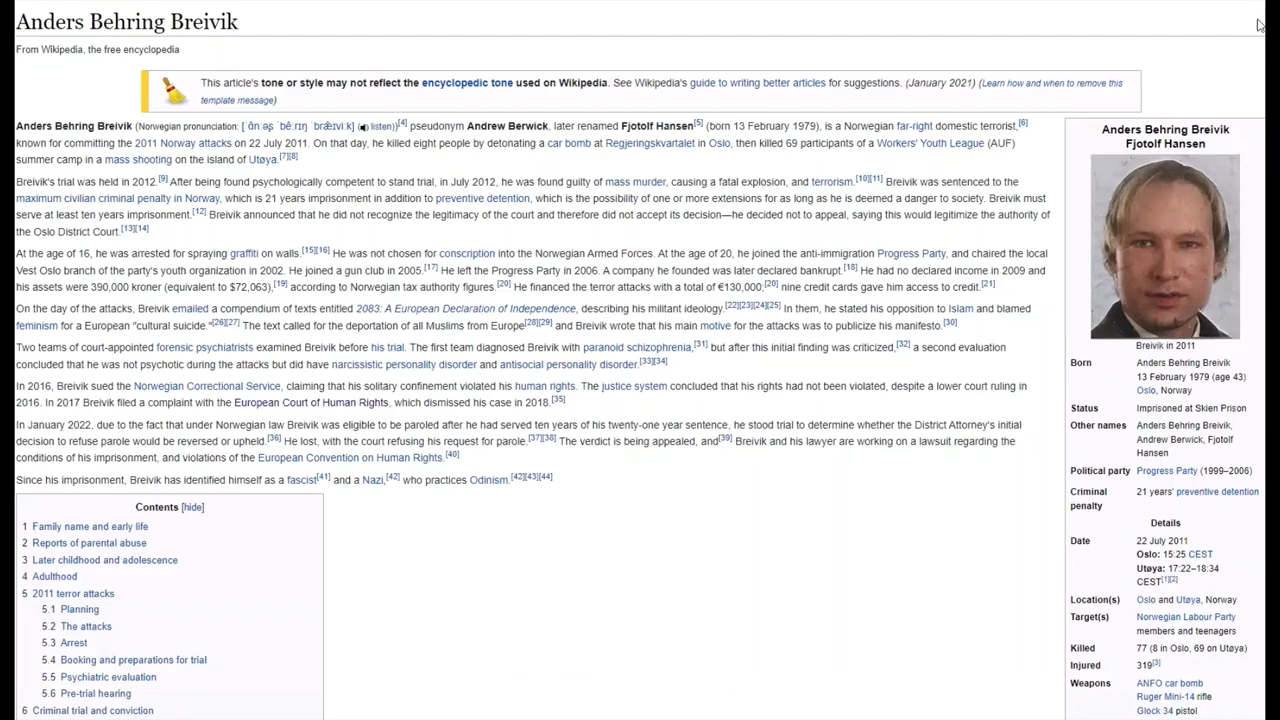 Anders Behring Breivik
From Wikipedia, the free encyclopedia
This article's tone or style may not reflect the encyclopedic tone used on Wikipedia. See Wikipedia's guide to writing better articles for suggestions. (January 2021) (Learn how and when to remove this
template message)
Anders Behring Breivik (Norwegian pronunciation: (listen))[4] pseudonym Andrew Berwick, later renamed Fjotolf Hansen[5] (born 13 February 1979), is a Norwegian far-right domestic terrorist,[6]
known for committing the 2011 Norway attacks on 22 July 2011. On that day, he killed eight people by detonating a car bomb at Regjeringskvartalet in Oslo, then killed 69 participants of a Workers' Youth League (AUF)
summer camp in a mass shooting on the island of Utøya.[7][8]
Breivik's trial was held in 2012.[9] After being found psychologically competent to stand trial, in July 2012, he was found guilty of mass murder, causing a fatal explosion, and terrorism.[10][11] Breivik was sentenced to the
maximum civilian criminal penalty in Norway, which is 21 years imprisonment in addition to preventive detention, which is the possibility of one or more extensions for as long as he is deemed a danger to society. Breivik must
serve at least ten years imprisonment.[12] Breivik announced that he did not recognize the legitimacy of the court and therefore did not accept its decision—he decided not to appeal, saying this would legitimize the authority of
the Oslo District Court.[13][14]
At the age of 16, he was arrested for spraying graffiti on walls.[15][16] He was not chosen for conscription into the Norwegian Armed Forces. At the age of 20, he joined the anti-immigration Progress Party, and chaired the local
Vest Oslo branch of the party's youth organization in 2002. He joined a gun club in 2005.[17] He left the Progress Party in 2006. A company he founded was later declared bankrupt.[18] He had no declared income in 2009 and
his assets were 390,000 kroner (equivalent to $72,063),[19] according to Norwegian tax authority figures.[20] He financed the terror attacks with a total of €130,000;[20] nine credit cards gave him access to credit.[21]
On the day of the attacks, Breivik emailed a compendium of texts entitled 2083: A European Declaration of Independence, describing his militant ideology.[22][23][24][25] In them, he stated his opposition to Islam and blamed
feminism for a European "cultural suicide."[26][27] The text called for the deportation of all Muslims from Europe[28][29] and Breivik wrote that his main motive for the attacks was to publicize his manifesto.[30]
Two teams of court-appointed forensic psychiatrists examined Breivik before his trial. The first team diagnosed Breivik with paranoid schizophrenia,[31] but after this initial finding was criticized,[32] a second evaluation
concluded that he was not psychotic during the attacks but did have narcissistic personality disorder and antisocial personality disorder.[33][34]
In 2016, Breivik sued the Norwegian Correctional Service, claiming that his solitary confinement violated his human rights. The justice system concluded that his rights had not been violated, despite a lower court ruling in
2016. In 2017 Breivik filed a complaint with the European Court of Human Rights, which dismissed his case in 2018.[35]
In January 2022, due to the fact that under Norwegian law Breivik was eligible to be paroled after he had served ten years of his twenty-one year sentence, he stood trial to determine whether the District Attorney's initial
decision to refuse parole would be reversed or upheld.[36] He lost, with the court refusing his request for parole.[37][38] The verdict is being appealed, and[39] Breivik and his lawyer are working on a lawsuit regarding the
conditions of his imprisonment, and violations of the European Convention on Human Rights.[40]
Since his imprisonment, Breivik has identified himself as a fascist[41] and a Nazi,[42] who practices Odinism.[42][43][44]
Contents [hide]
1 Family name and early life
2 Reports of parental abuse
3 Later childhood and adolescence
4 Adulthood
5 2011 terror attacks
5.1 Planning
5.2 The attacks
5.3 Arrest
5.4 Booking and preparations for trial
5.5 Psychiatric evaluation
5.6 Pre-trial hearing
6 Criminal trial and conviction
Anders Behring Breivik
Fjotolf Hansen
Breivik in 2011
Born Anders Behring Breivik
13 February 1979 (age 43)
Oslo, Norway
Status Imprisoned at Skien Prison
Other names Anders Behring Breivik,
Andrew Berwick, Fjotolf
Hansen
Political party Progress Party (1999–2006)
Criminal 21 years' preventive detention
penalty
Details
Date 22 July 2011
Oslo: 15:25 CEST
Utøya: 17:22–18:34
CEST[1][2]
Location(s) Oslo and Utøya, Norway
Target(s) Norwegian Labour Party
members and teenagers
Killed 77 (8 in Oslo, 69 on Utøya)
Injured 319[3]
Weapons ANFO car bomb
Ruger Mini-14 rifle
Glock 34 pistol